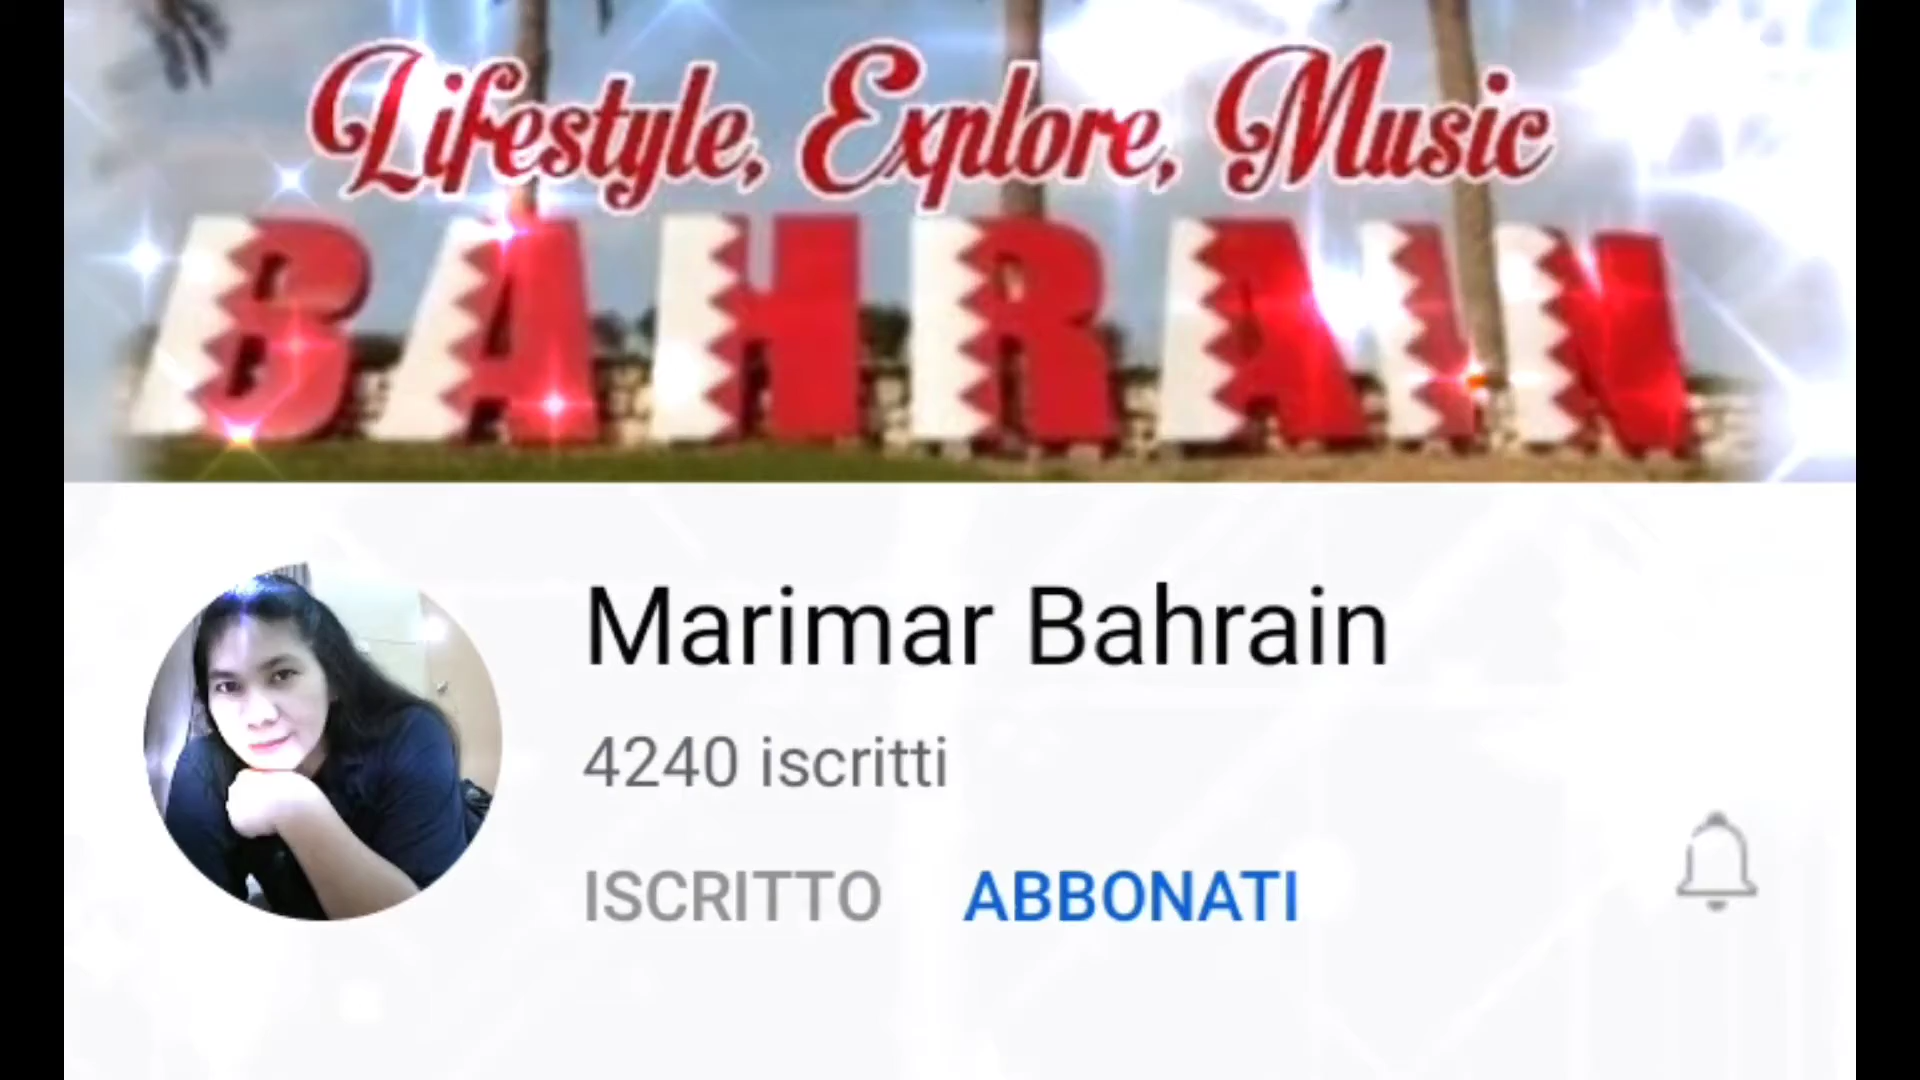 Lifestyle, Explore, Music
BAHRAIN
Marimar Bahrain
4240 iscritti
ISCRITTO ABBONATI